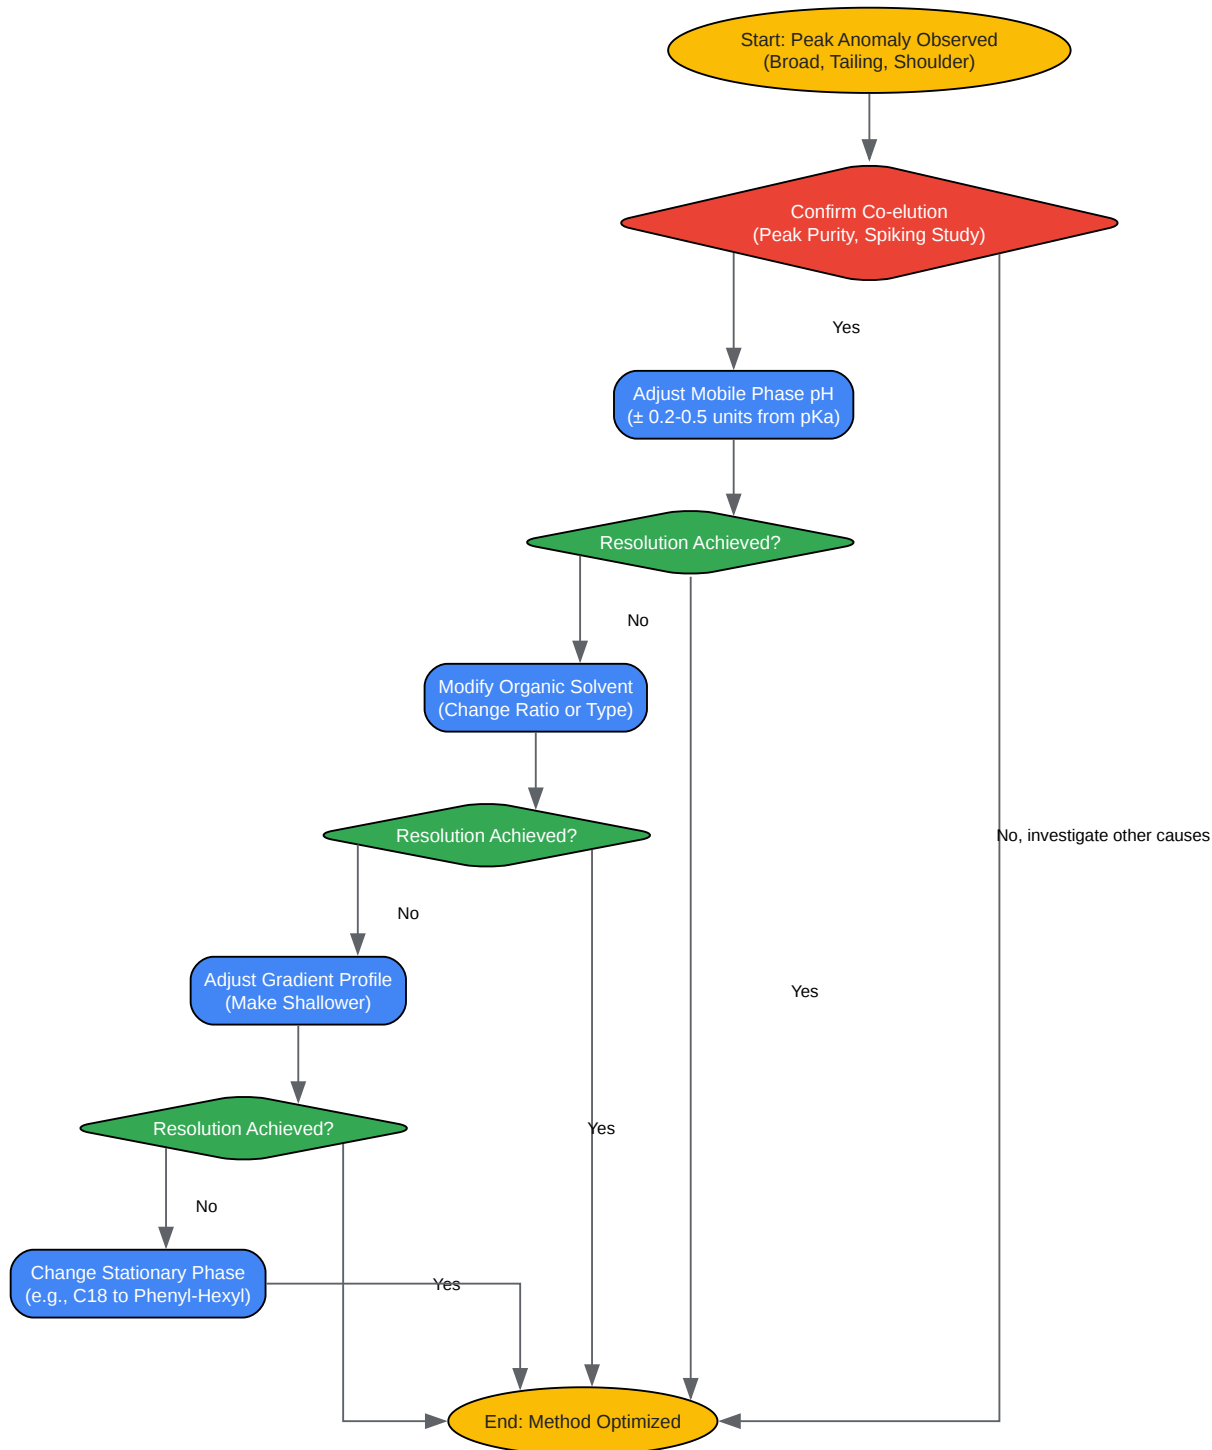 Start: Peak Anomaly Observed
(Broad, Tailing, Shoulder)
Confirm Co-elution
(Peak Purity, Spiking Study)
Yes
Adjust Mobile Phase pH
(± 0.2-0.5 units from pKa)
Resolution Achieved?
No
Modify Organic Solvent
(Change Ratio or Type)
Resolution Achieved?
No, investigate other causes
No
Adjust Gradient Profile
(Make Shallower)
Yes
Resolution Achieved?
Yes
No
Change Stationary Phase
(e.g., C18 to Phenyl-Hexyl)
Yes
End: Method Optimized